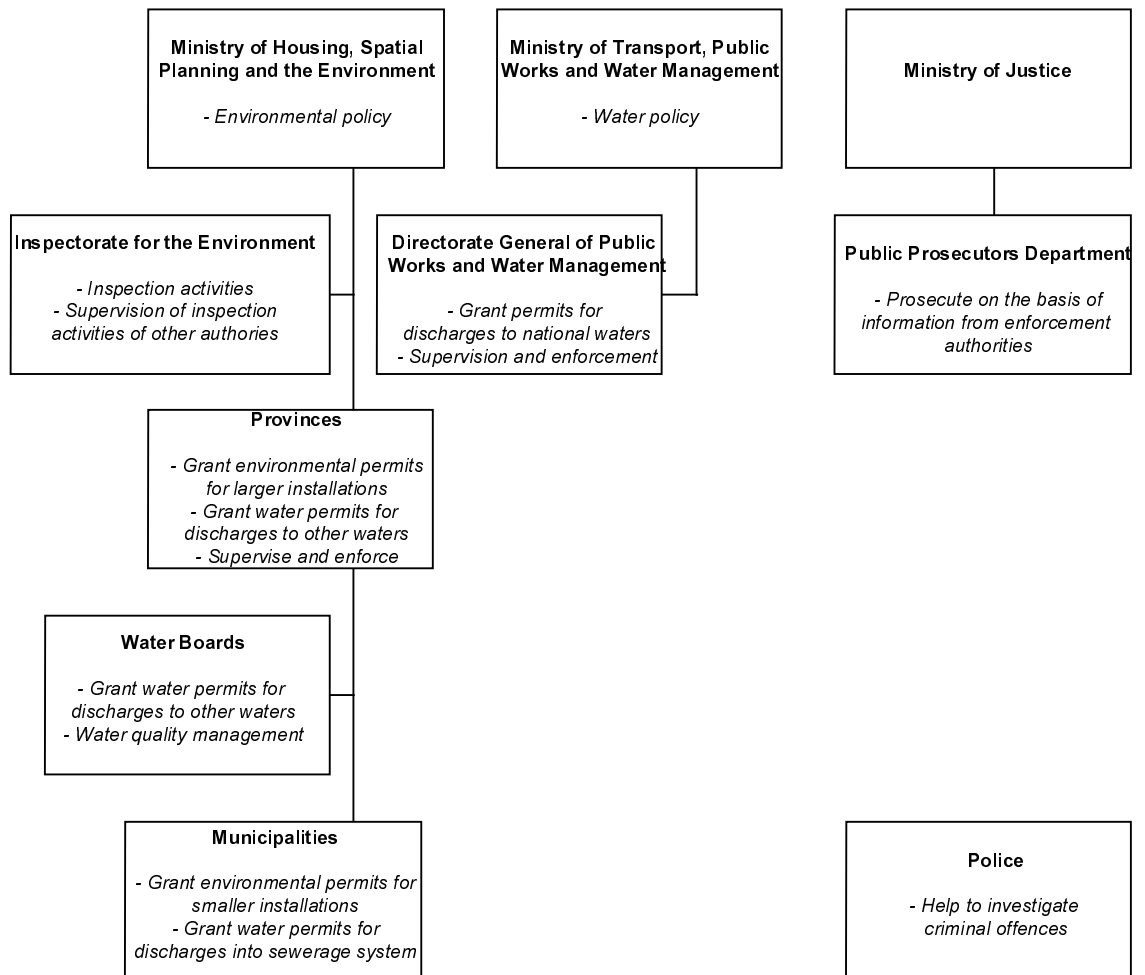 Ministry of Housing, Spatial
Planning and the Environment
- Environmental policy
Ministry of Transport, Public
Works and Water Management
- Water policy
Ministry of Justice
Inspectorate for the Environment
- Inspection activities
- Supervision of inspection
activities of other authories
Directorate General of Public
Works and Water Management
- Grant permits for
discharges to national waters
- Supervision and enforcement
Public Prosecutors Department
- Prosecute on the basis of
information from enforcement
authorities
Provinces
- Grant environmental permits
for larger installations
- Grant water permits for
discharges to other waters
- Supervise and enforce
Water Boards
- Grant water permits for
discharges to other waters
- Water quality management
Municipalities
- Grant environmental permits for
smaller installations
- Grant water permits for
discharges into sewerage system
Police
- Help to investigate
criminal offences